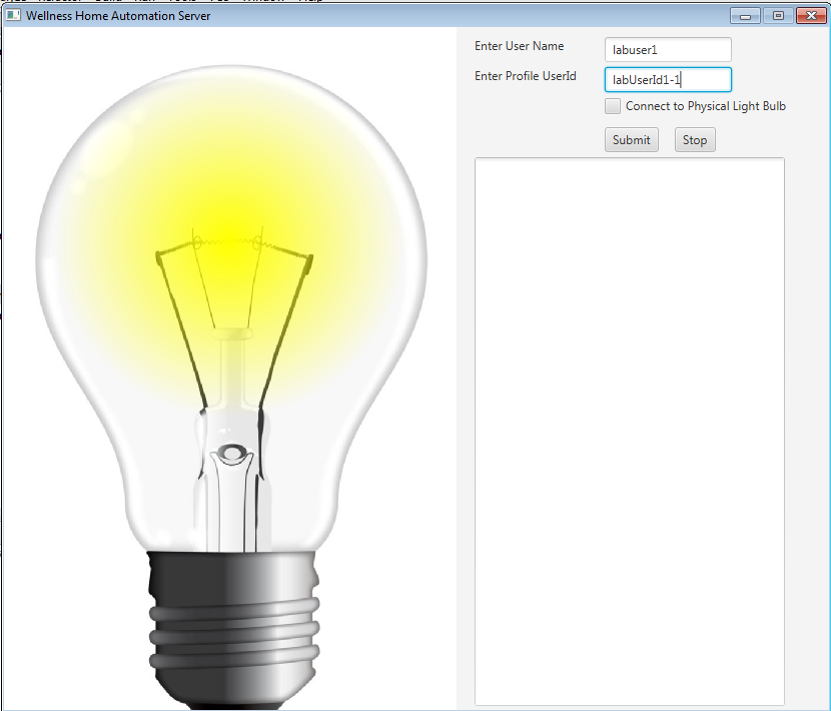 Wellness Home Automation Server
Enter User Name
labuser1
Enter Profile UserId
labUserId1-1
Connect to Physical Light Bulb
Submit
Stop